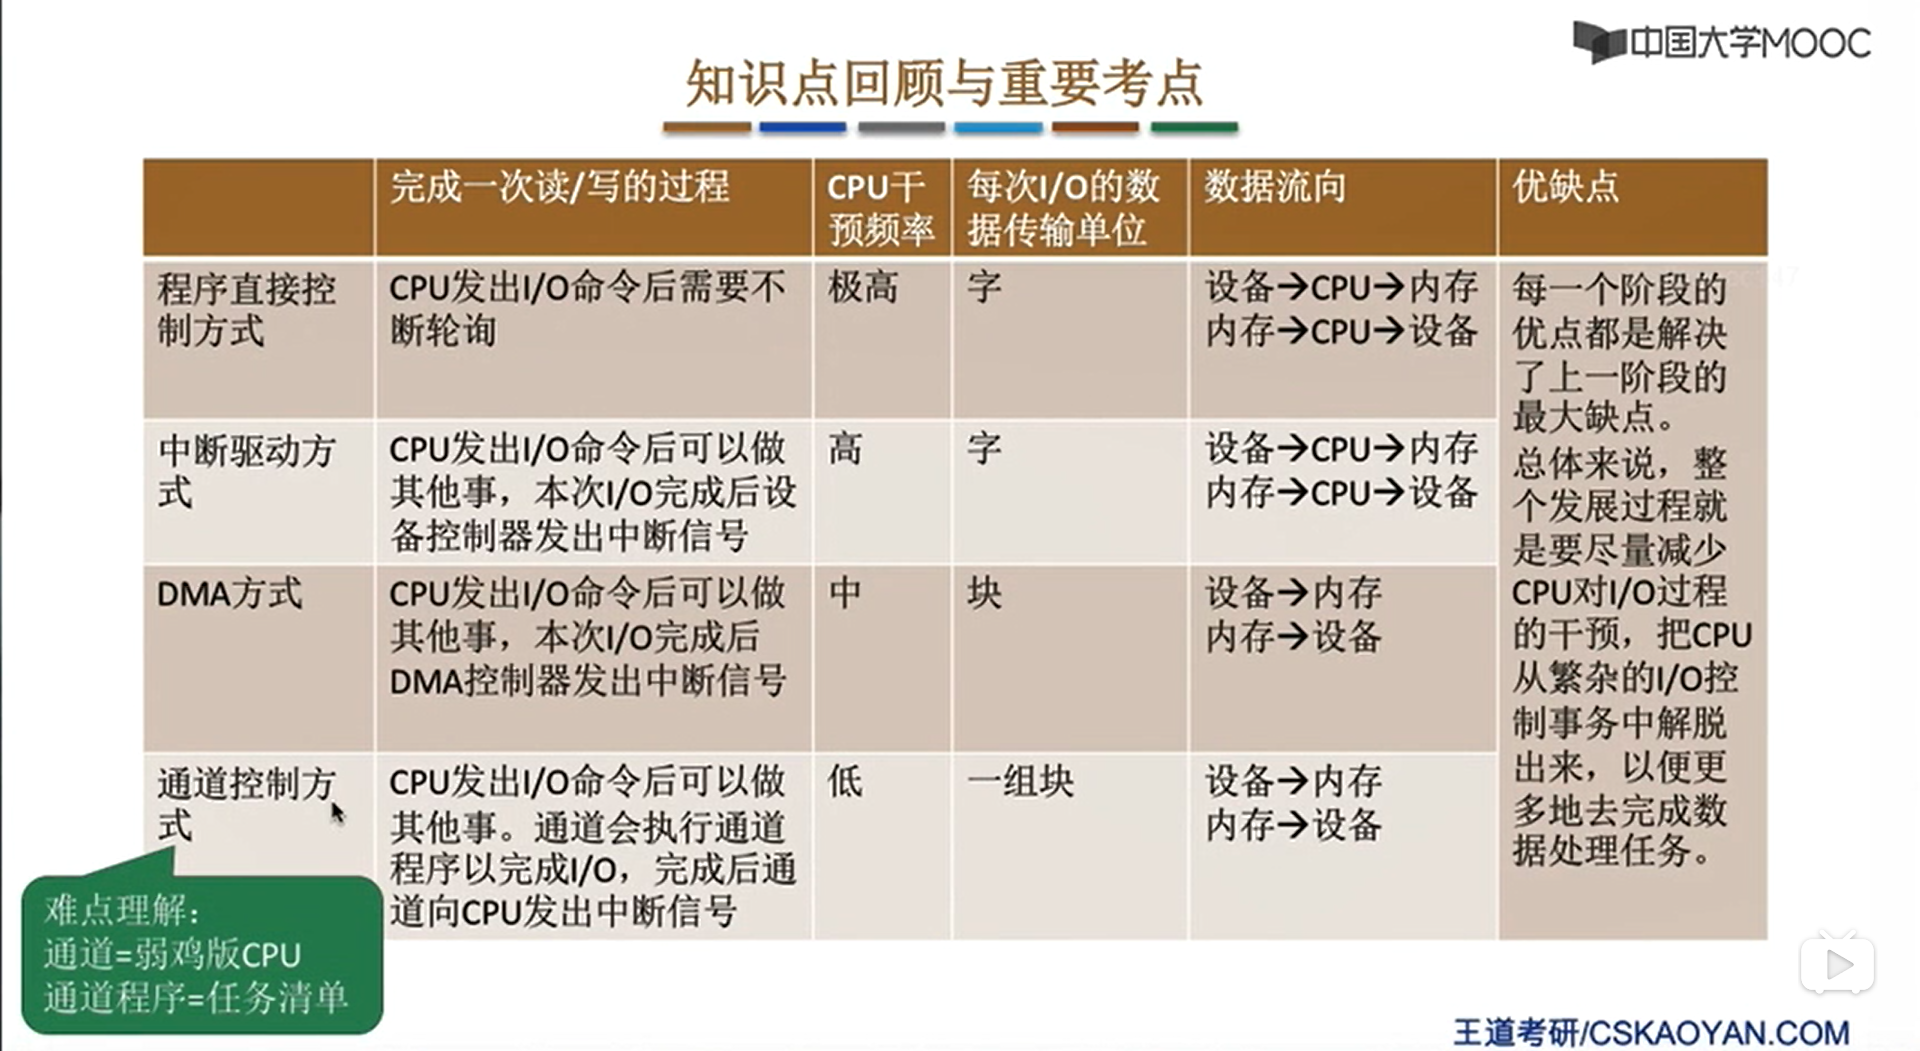 中国大学MOOC
知识点回顾与重要考点
完成一次读/写的过程
CPU干
预频率
每次I/O的数
据传输单位
数据流向
优缺点
程序直接控
制方式
CPU发出I/O命令后需要不
断轮询
极高
字
设备→CPU→内存
内存→CPU→设备
每一个阶段的
优点都是解决
了上一阶段的
最大缺点。
总体来说，整
个发展过程就
是要尽量减少
CPU对I/O过程
的干预，把CPU
从繁杂的I/O控
制事务中解脱
出来，以便更
多地去完成数
据处理任务。
中断驱动方
式
CPU发出I/O命令后可以做
其他事，本次I/O完成后设
备控制器发出中断信号
高
字
设备→CPU→内存
内存→CPU→设备
DMA方式
CPU发出I/O命令后可以做
其他事，本次I/O完成后
DMA控制器发出中断信号
中
块
设备→内存
内存→设备
通道控制方
式
CPU发出I/O命令后可以做
其他事。通道会执行通道
程序以完成I/O，完成后通
道向CPU发出中断信号
低
一组块
设备→内存
内存→设备
难点理解：
通道=弱鸡版CPU
通道程序=任务清单
王道考研/CSKAOYAN.COM